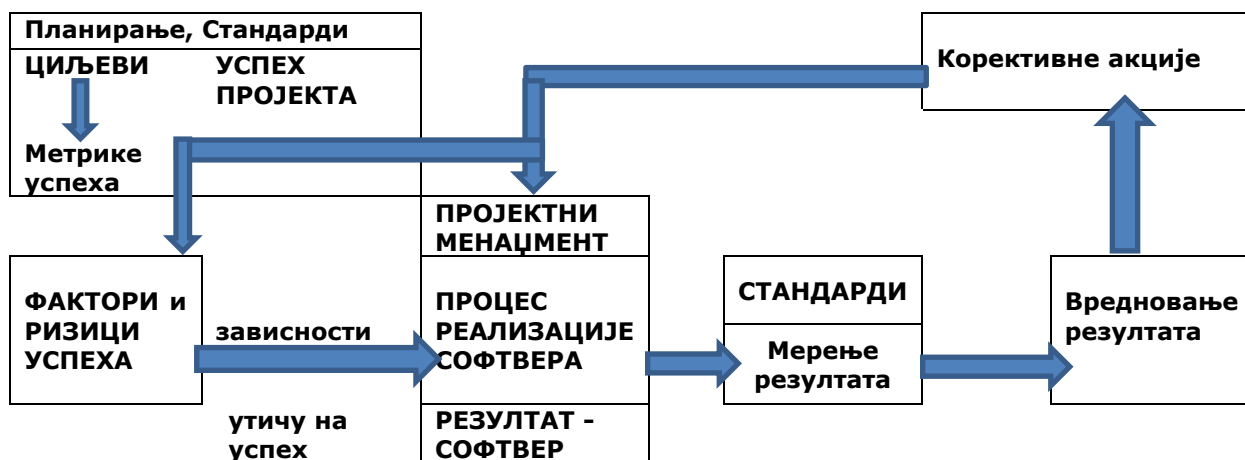 Планирање, Стандарди
ЦИЉЕВИ УСПЕХ
ПРОЈЕКТА
Метрике
успеха
Корективне акције
ПРОЈЕКТНИ
МЕНАЏМЕНТ
ФАКТОРИ и
РИЗИЦИ
УСПЕХА
зависности
утичу на
успех
ПРОЦЕС
РЕАЛИЗАЦИЈЕ
СОФТВЕРА
РЕЗУЛТАТ -
СОФТВЕР
СТАНДАРДИ
Мерење
резултата
Вредновање
резултата